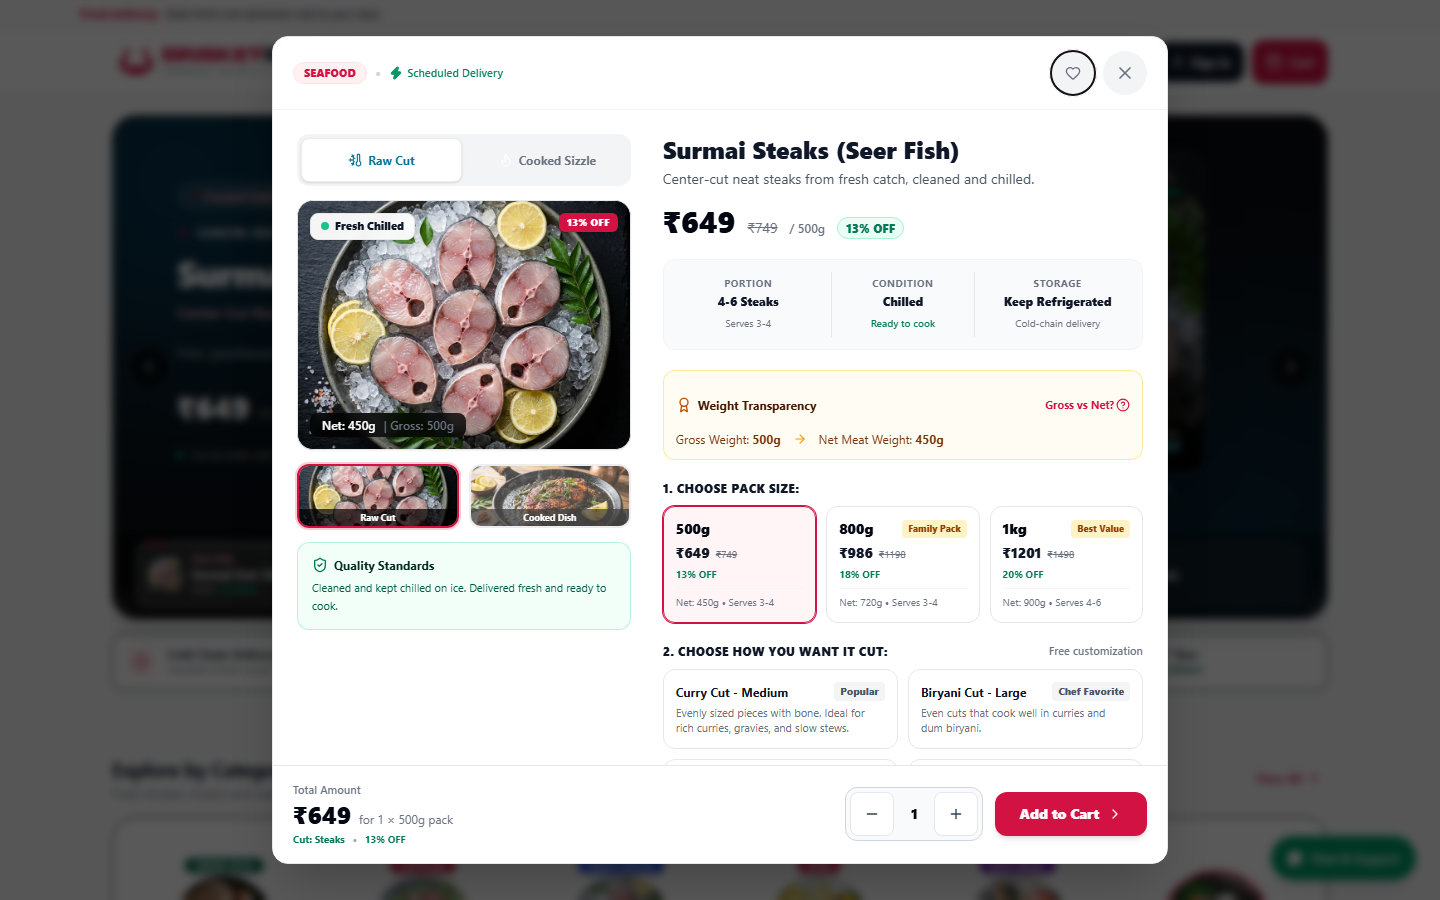 SEAFOOD
Scheduled Delivery
Raw Cut
Cooked Sizzle
Fresh Chilled
13% OFF
Net: 450g | Gross: 500g
Raw Cut
Cooked Dish
Quality Standards
Cleaned and kept chilled on ice. Delivered fresh and ready to
cook.
Surmai Steaks (Seer Fish)
Center-cut neat steaks from fresh catch, cleaned and chilled.
₹649 ₹749 / 500g 13% OFF
PORTION
4-6 Steaks
Serves 3-4
CONDITION
Chilled
Ready to cook
STORAGE
Keep Refrigerated
Cold-chain delivery
Weight Transparency
Gross vs Net?
Gross Weight: 500g → Net Meat Weight: 450g
1. CHOOSE PACK SIZE:
500g
₹649 ₹749
13% OFF
Net: 450g • Serves 3-4
800g Family Pack
₹986 ₹1198
18% OFF
Net: 720g • Serves 3-4
1kg Best Value
₹1201 ₹1498
20% OFF
Net: 900g • Serves 4-6
2. CHOOSE HOW YOU WANT IT CUT:
Free customization
Curry Cut - Medium Popular
Evenly sized pieces with bone. Ideal for
rich curries, gravies, and slow stews.
Biryani Cut - Large Chef Favorite
Even cuts that cook well in curries and
dum biryani.
Total Amount
₹649 for 1 × 500g pack
Cut: Steaks • 13% OFF
− 1 +
Add to Cart